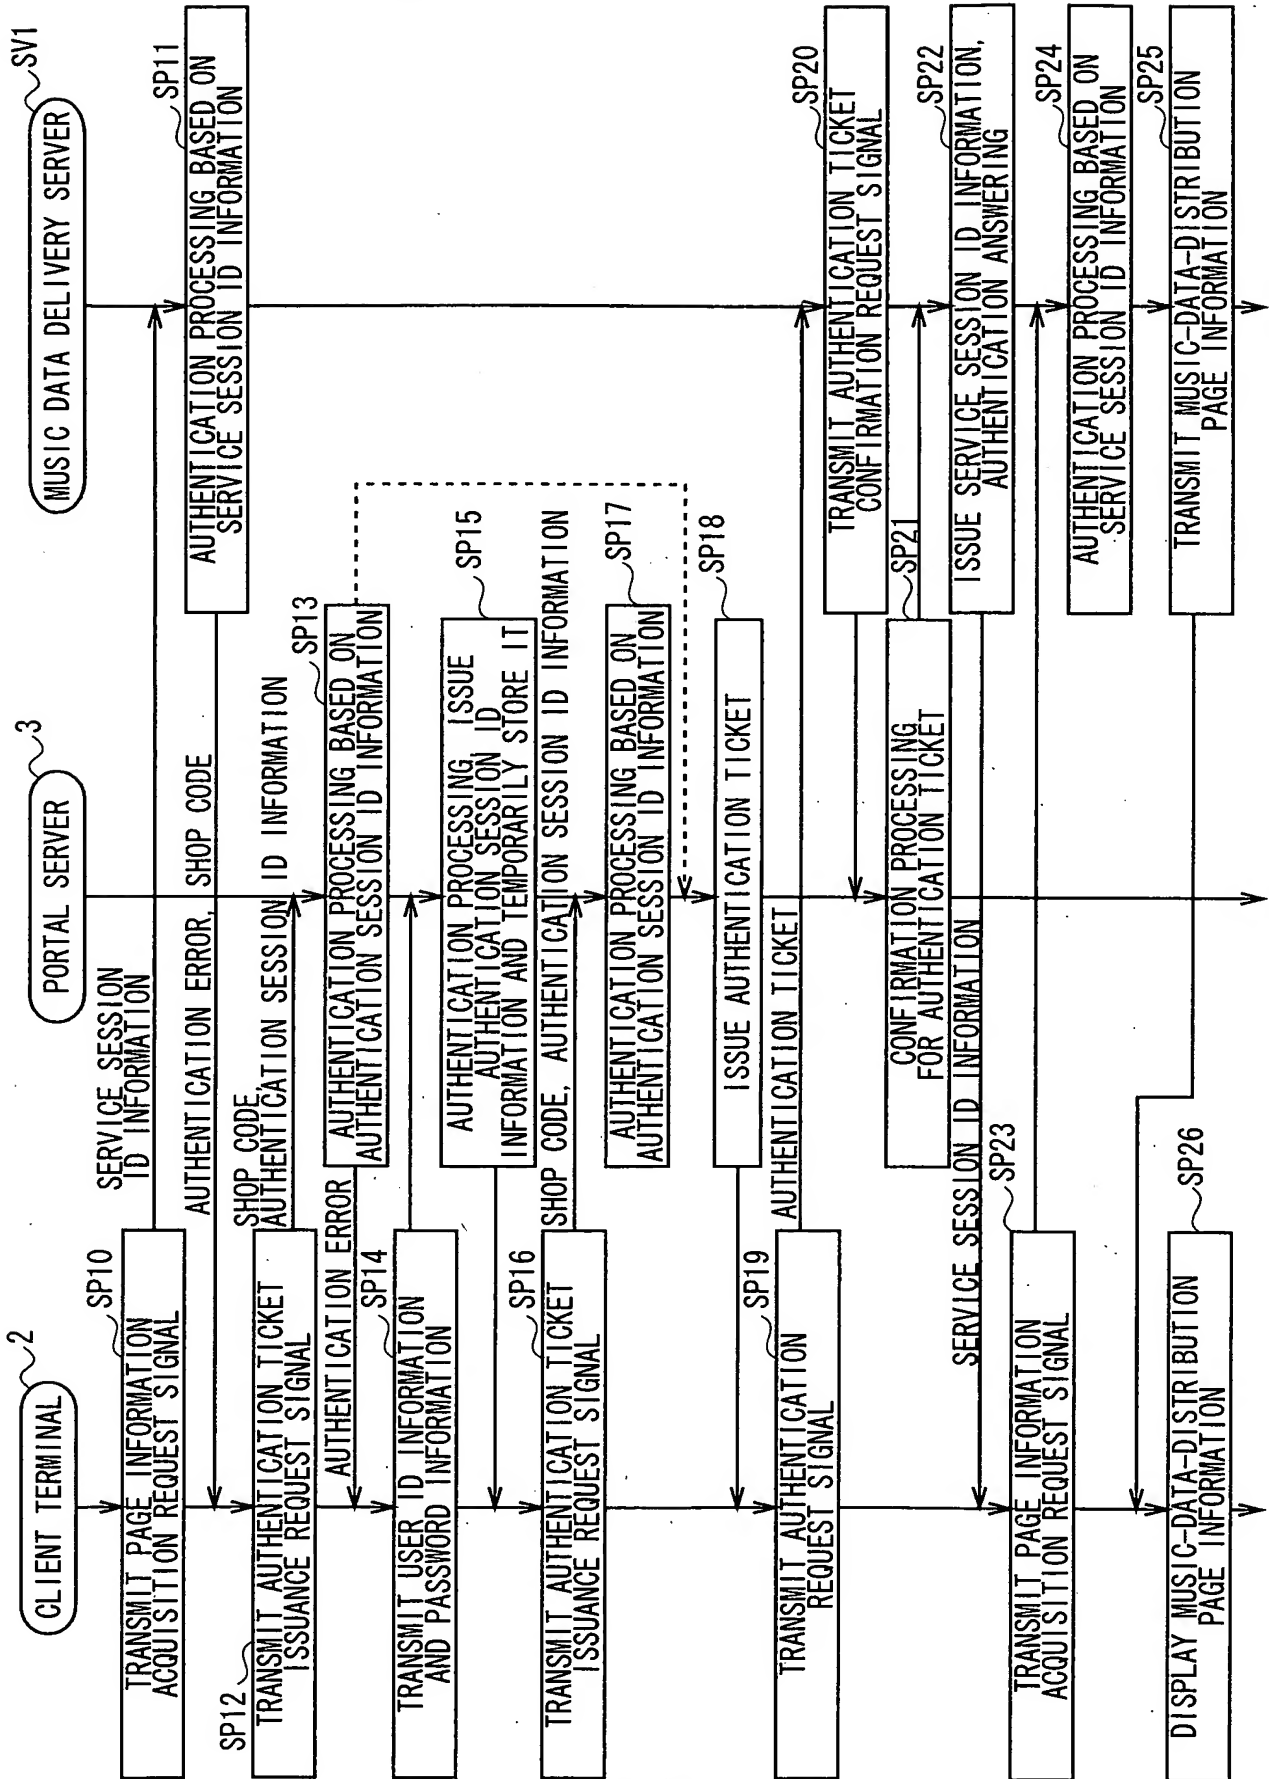 CLIENT TERMINAL
2
PORTAL SERVER
3
MUSIC DATA DELIVERY SERVER
SV1
SP10
TRANSMIT PAGE INFORMATION
ACQUISITION REQUEST SIGNAL
SERVICE SESSION
ID INFORMATION
SP11
AUTHENTICATION PROCESSING BASED ON
SERVICE SESSION ID INFORMATION
AUTHENTICATION ERROR, SHOP CODE
SP12
TRANSMIT AUTHENTICATION TICKET
ISSUANCE REQUEST SIGNAL
SHOP CODE,
AUTHENTICATION SESSION ID INFORMATION
SP13
AUTHENTICATION PROCESSING BASED ON
AUTHENTICATION SESSION ID INFORMATION
AUTHENTICATION ERROR
SP14
TRANSMIT USER ID INFORMATION
AND PASSWORD INFORMATION
SP15
AUTHENTICATION PROCESSING, ISSUE
AUTHENTICATION SESSION ID
INFORMATION AND TEMPORARILY STORE IT
SP16
TRANSMIT AUTHENTICATION TICKET
ISSUANCE REQUEST SIGNAL
SHOP CODE, AUTHENTICATION SESSION ID INFORMATION
SP17
AUTHENTICATION PROCESSING BASED ON
AUTHENTICATION SESSION ID INFORMATION
SP18
ISSUE AUTHENTICATION TICKET
SP19
TRANSMIT AUTHENTICATION
REQUEST SIGNAL
AUTHENTICATION TICKET
SP20
TRANSMIT AUTHENTICATION TICKET
CONFIRMATION REQUEST SIGNAL
SP21
CONFIRMATION PROCESSING
FOR AUTHENTICATION TICKET
SP22
ISSUE SERVICE SESSION ID INFORMATION,
AUTHENTICATION ANSWERING
SERVICE SESSION ID INFORMATION
SP23
TRANSMIT PAGE INFORMATION
ACQUISITION REQUEST SIGNAL
SP24
AUTHENTICATION PROCESSING BASED ON
SERVICE SESSION ID INFORMATION
SP25
TRANSMIT MUSIC-DATA-DISTRIBUTION
PAGE INFORMATION
SP26
DISPLAY MUSIC-DATA-DISTRIBUTION
PAGE INFORMATION